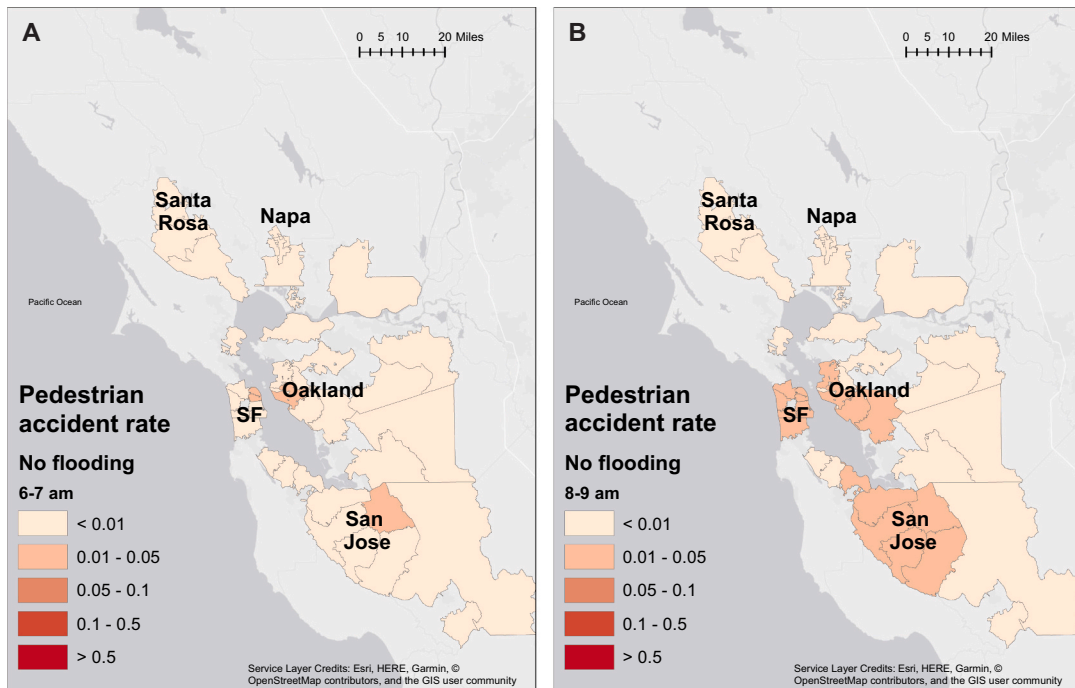 A
0 5 10 20 Miles
Santa
Rosa
Napa
Pacific Ocean
Oakland
SF
Pedestrian
accident rate
No flooding
6-7 am
< 0.01
0.01 - 0.05
0.05 - 0.1
0.1 - 0.5
> 0.5
San
Jose
Service Layer Credits: Esri, HERE, Garmin, ©
OpenStreetMap contributors, and the GIS user community
B
0 5 10 20 Miles
Santa
Rosa
Napa
Pacific Ocean
Oakland
SF
Pedestrian
accident rate
No flooding
8-9 am
< 0.01
0.01 - 0.05
0.05 - 0.1
0.1 - 0.5
> 0.5
San
Jose
Service Layer Credits: Esri, HERE, Garmin, ©
OpenStreetMap contributors, and the GIS user community